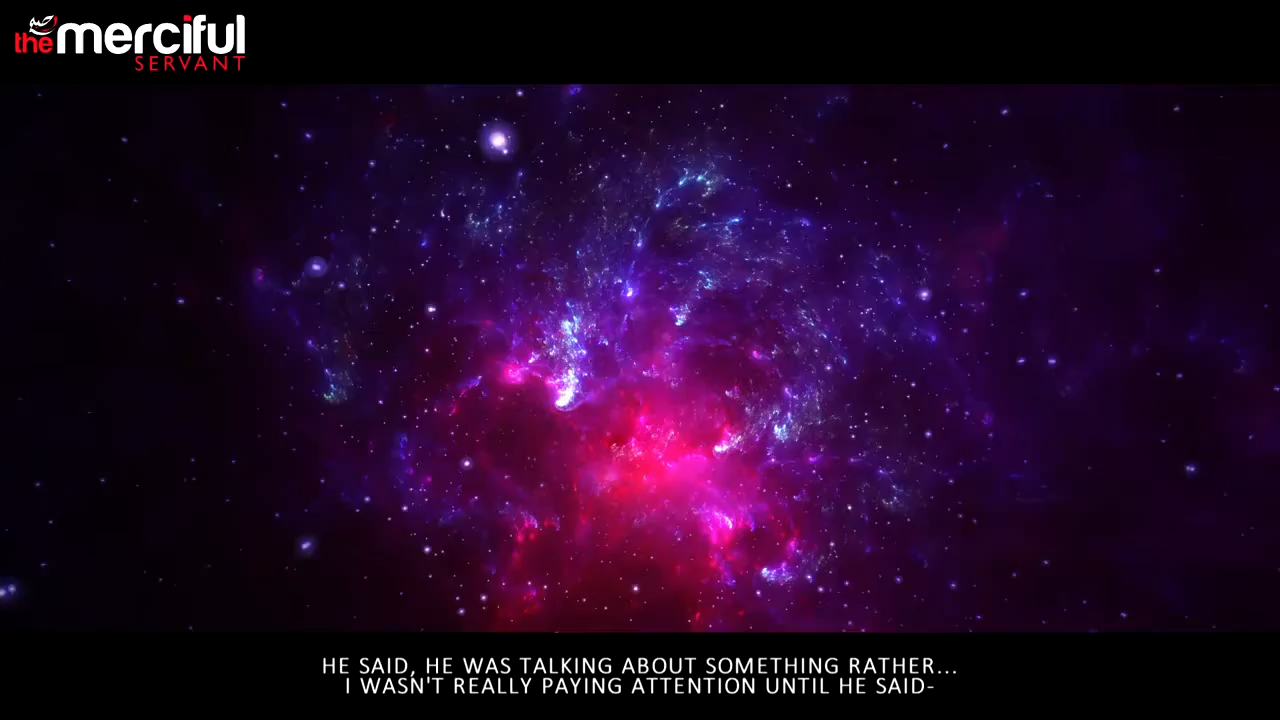 the merciful
SERVANT
HE SAID, HE WAS TALKING ABOUT SOMETHING RATHER...
I WASN'T REALLY PAYING ATTENTION UNTIL HE SAID-